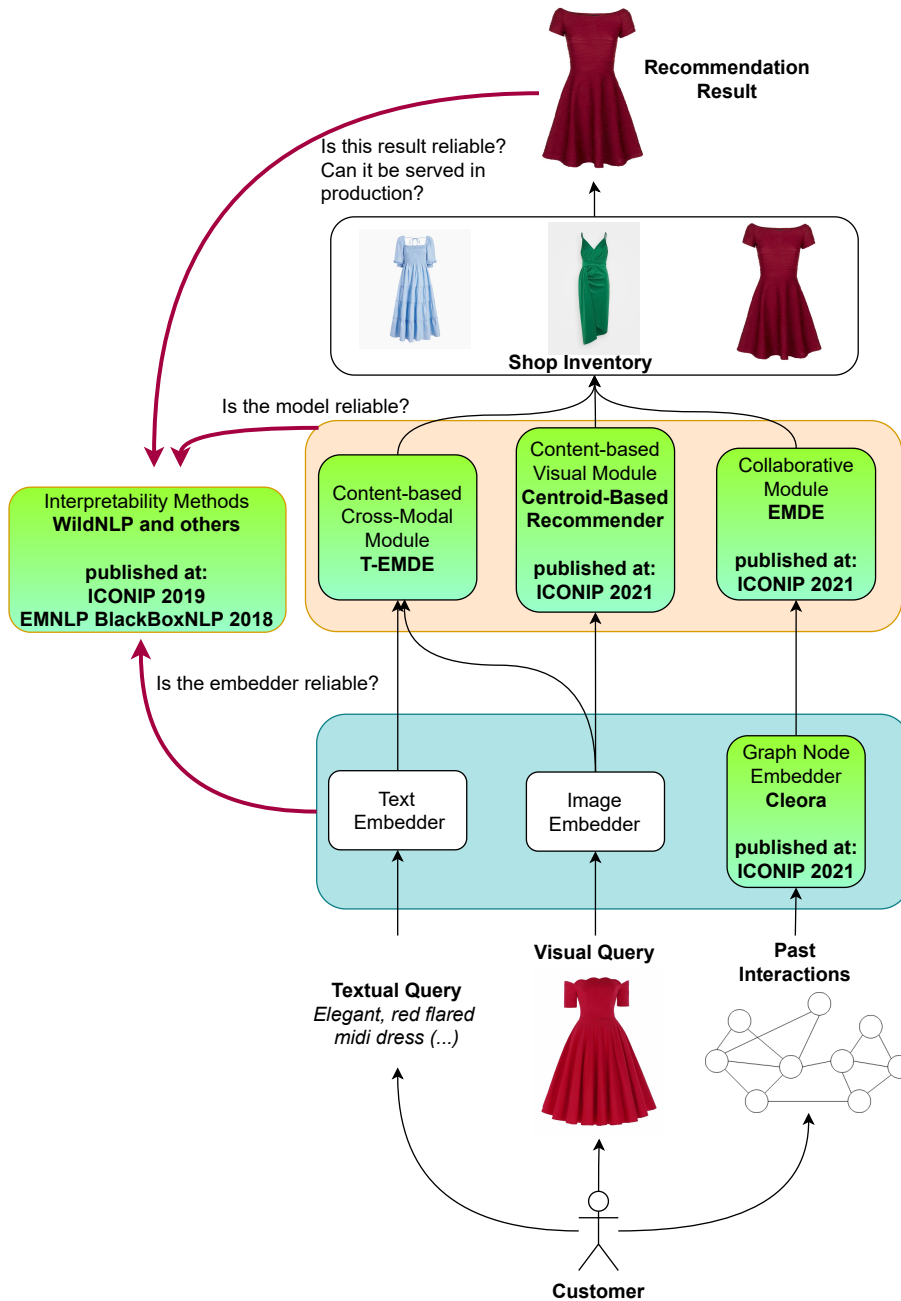 Recommendation
Result
Is this result reliable?
Can it be served in
production?
Shop Inventory
Is the model reliable?
Interpretability Methods
WildNLP and others
published at:
ICONIP 2019
EMNLP BlackBoxNLP 2018
Content-based
Cross-Modal
Module
T-EMDE
Content-based
Visual Module
Centroid-Based
Recommender
published at:
ICONIP 2021
Collaborative
Module
EMDE
published at:
ICONIP 2021
Is the embedder reliable?
Text
Embedder
Image
Embedder
Graph Node
Embedder
Cleora
published at:
ICONIP 2021
Textual Query
Elegant, red flared
midi dress (...)
Visual Query
Past
Interactions
Customer